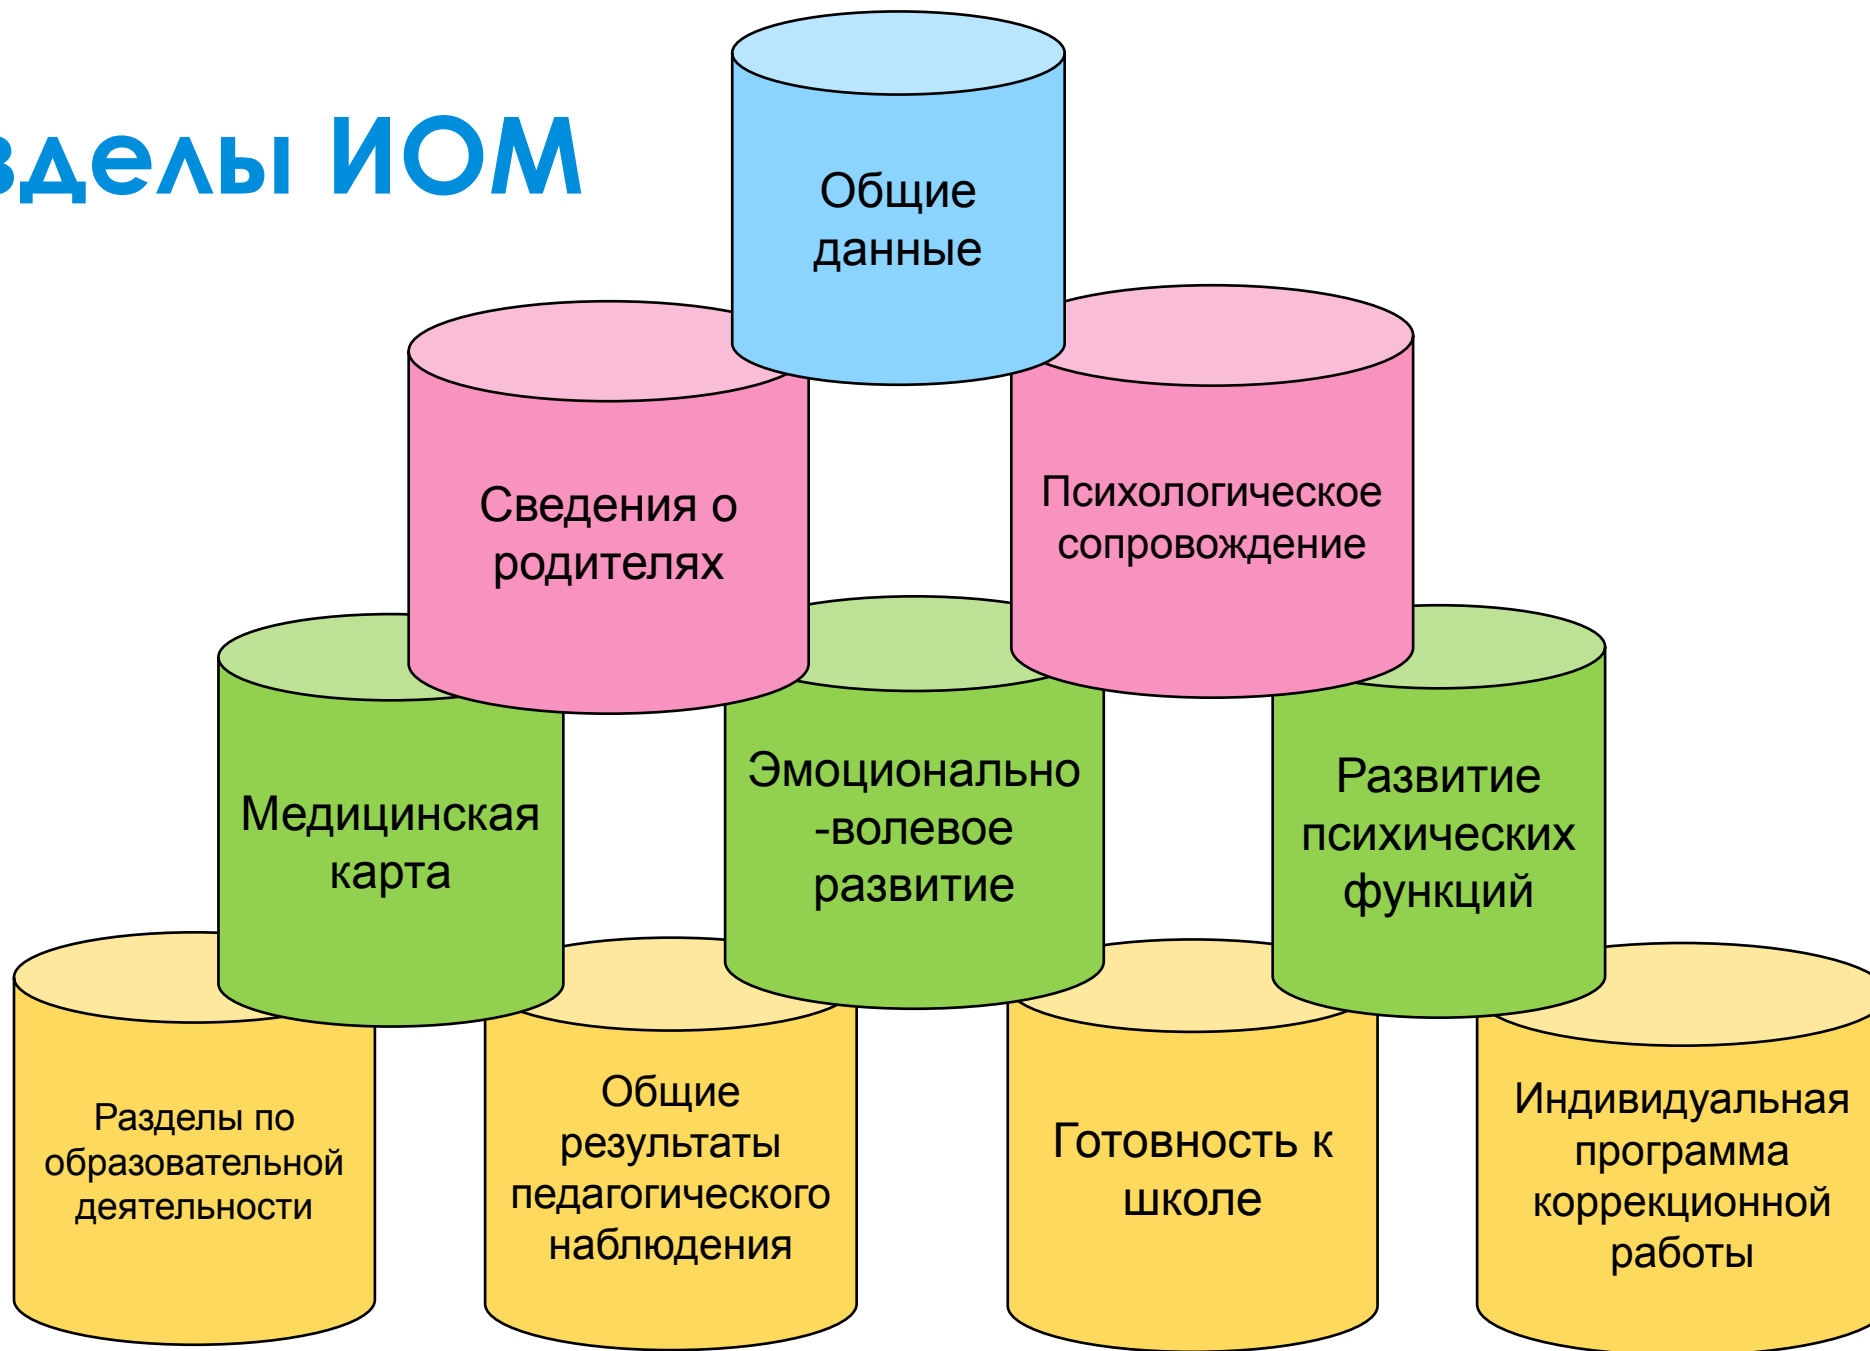 зделы ИОМ
Общие
данные
Сведения о
родителях
Психологическое
сопровождение
Медицинская
карта
Эмоционально
-волевое
развитие
Развитие
психических
функций
Разделы по
образовательной
деятельности
Общие
результаты
педагогического
наблюдения
Готовность к
школе
Индивидуальная
программа
коррекционной
работы